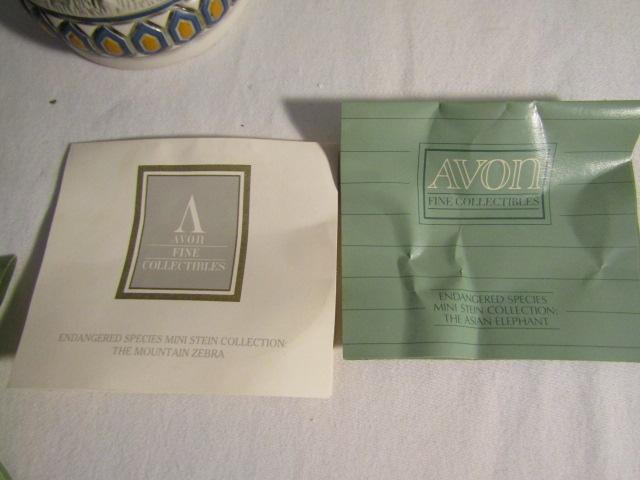 A
AVON
FINE
COLLECTIBLES
ENDANGERED SPECIES MINI STEIN COLLECTION:
THE MOUNTAIN ZEBRA
AVON
FINE COLLECTIBLES
ENDANGERED SPECIES
MINI STEIN COLLECTION:
THE ASIAN ELEPHANT